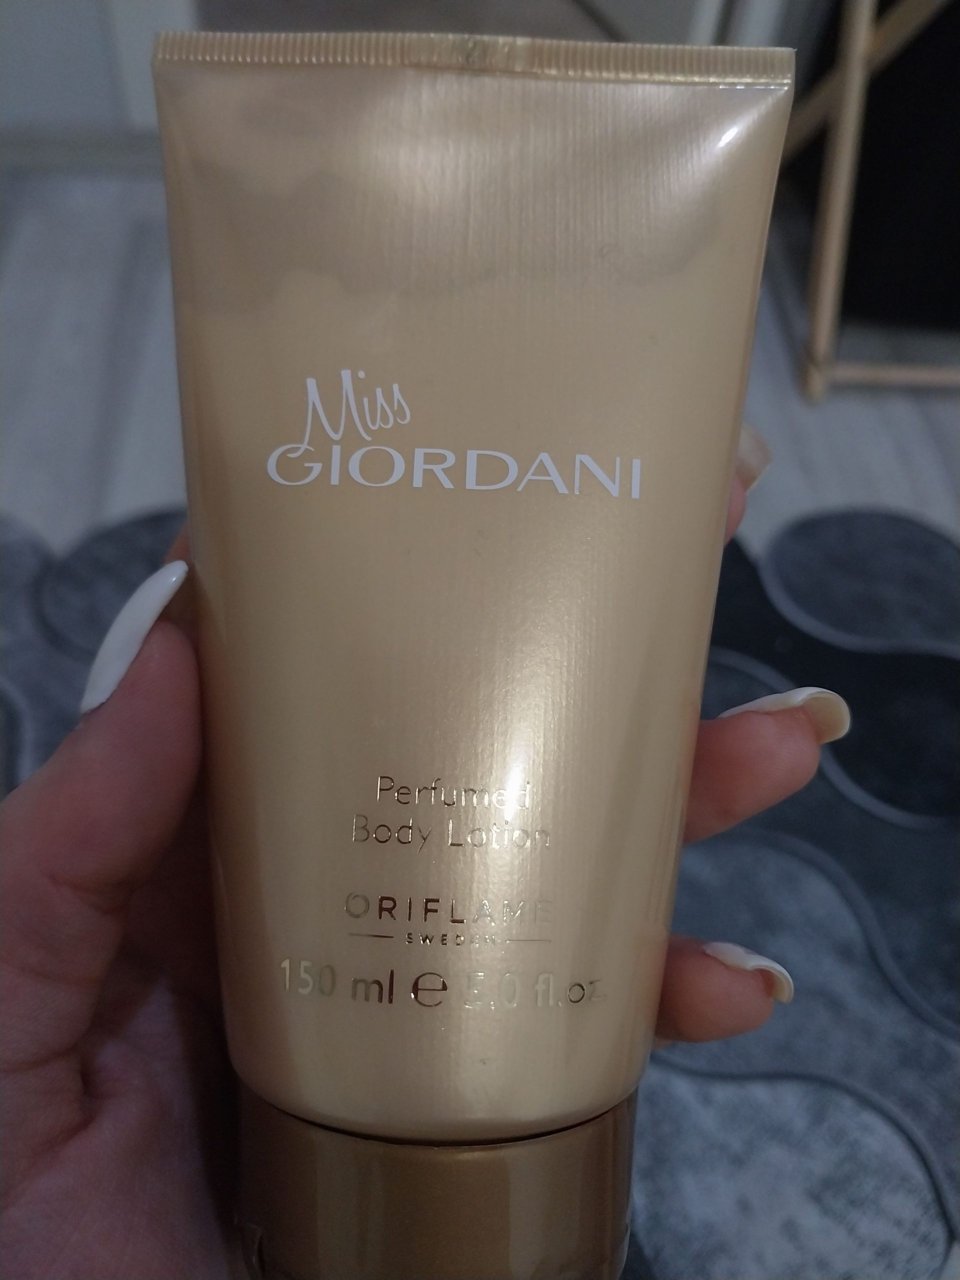 Miss
GIORDANI
Perfumed
Body Lotion
ORIFLAME
SWEDEN
150 ml e 5.0 fl.oz